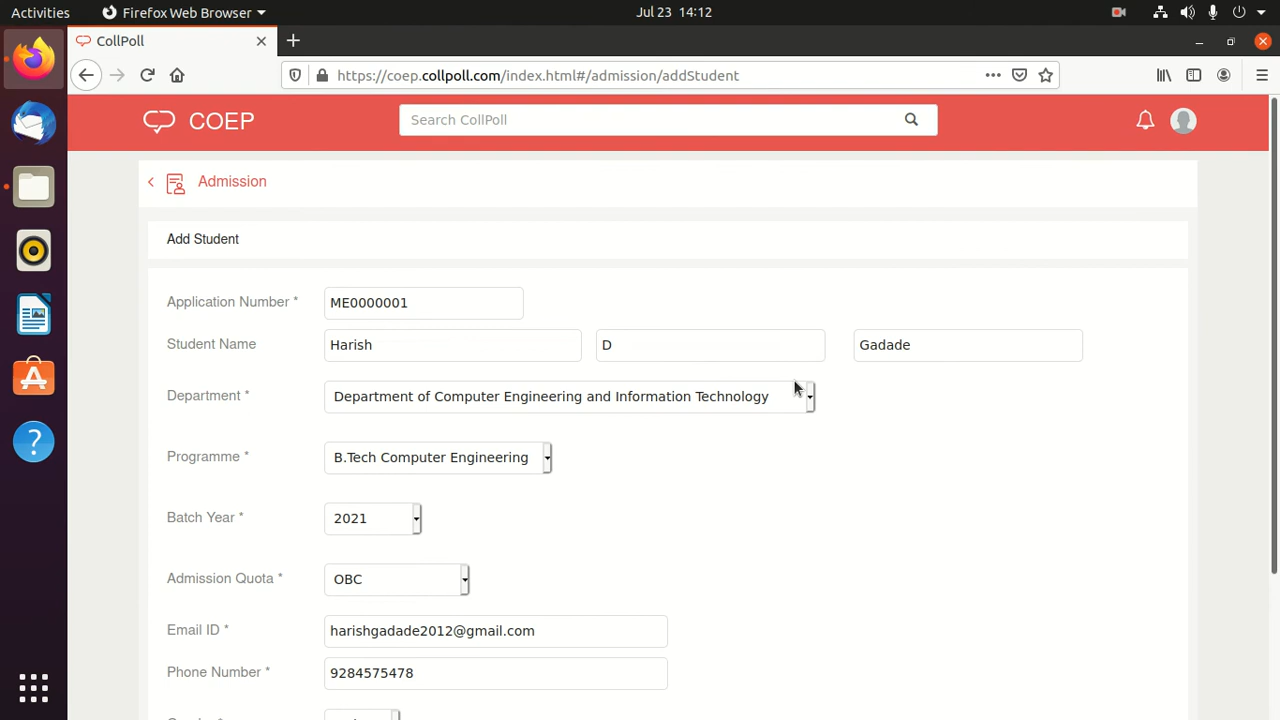 Activities Firefox Web Browser Jul 23 14:12
CollPoll
https://coep.collpoll.com/index.html#/admission/addStudent
COEP Search CollPoll
Admission
Add Student
Application Number * ME0000001
Student Name Harish D Gadade
Department * Department of Computer Engineering and Information Technology
Programme * B.Tech Computer Engineering
Batch Year * 2021
Admission Quota * OBC
Email ID * harishgadade2012@gmail.com
Phone Number * 9284575478